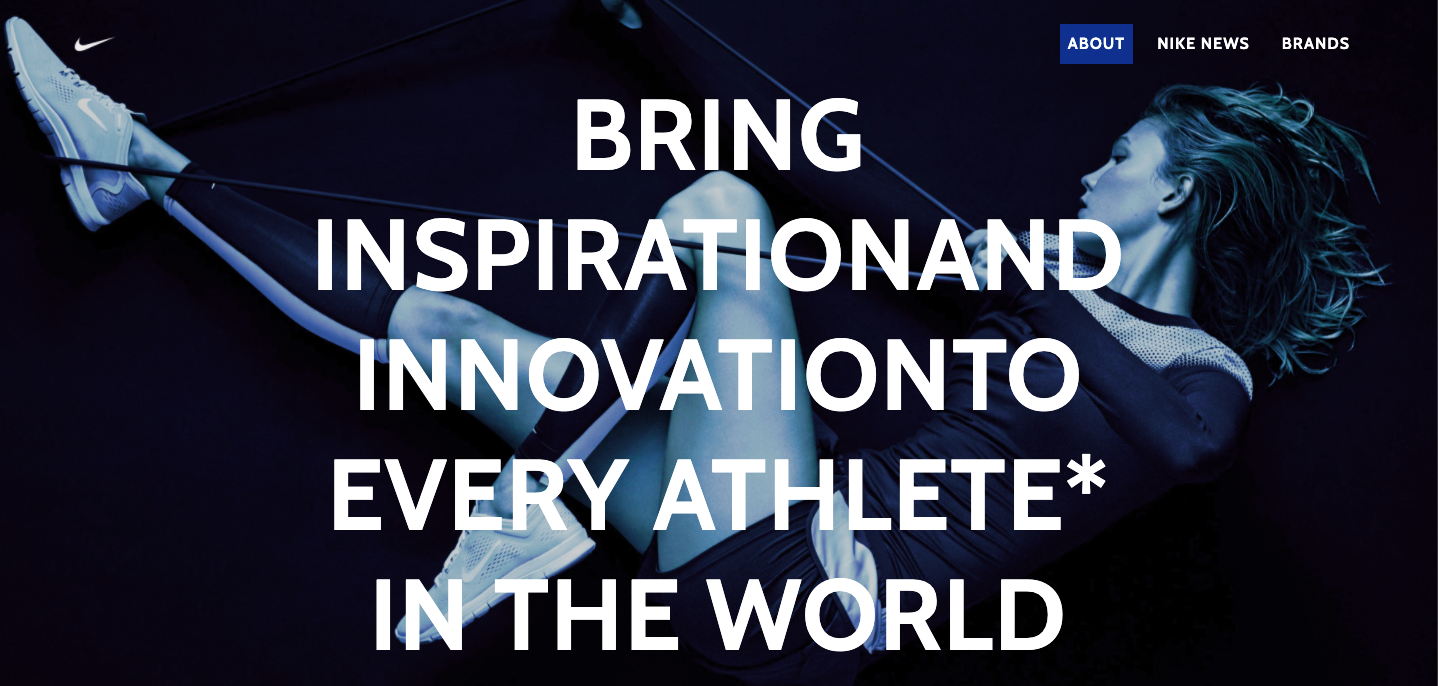 ABOUT NIKE NEWS BRANDS
BRING
INSPIRATIONAND
INNOVATIONTO
EVERY ATHLETE*
IN THE WORLD